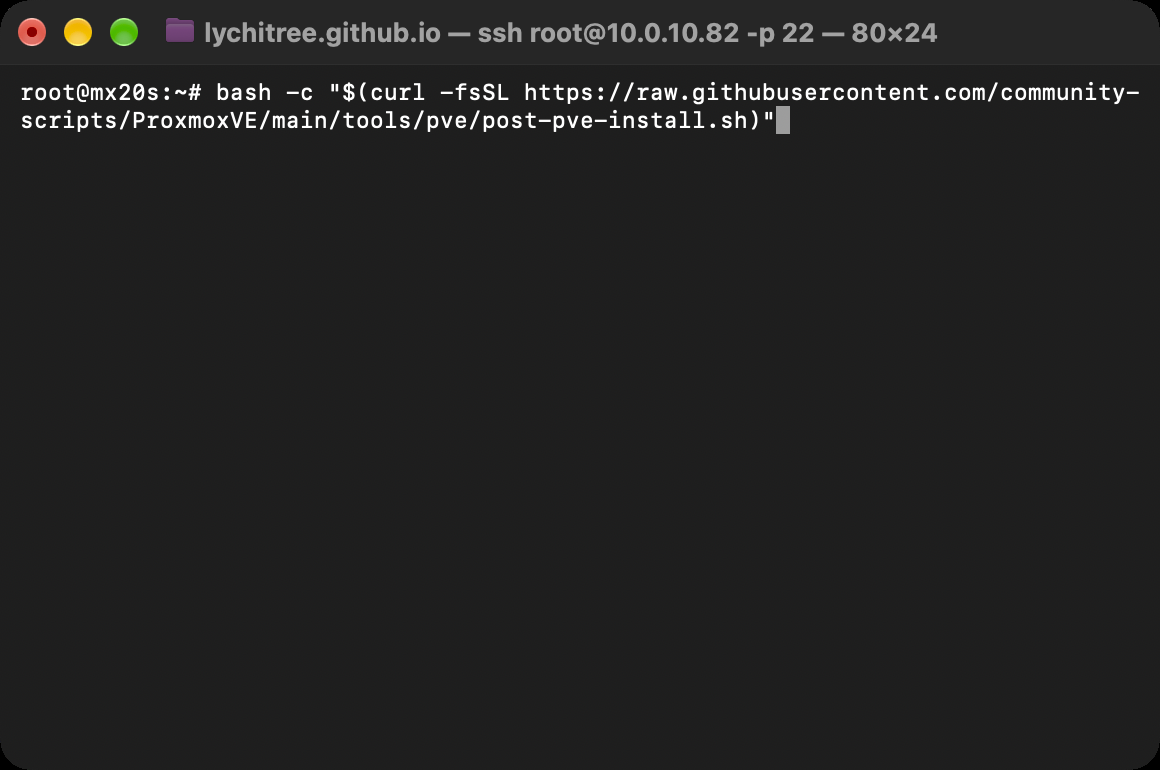 lychitree.github.io — ssh root@10.0.10.82 -p 22 — 80×24
root@mx20s:~# bash -c "$(curl -fsSL https://raw.githubusercontent.com/community-
scripts/ProxmoxVE/main/tools/pve/post-pve-install.sh)"